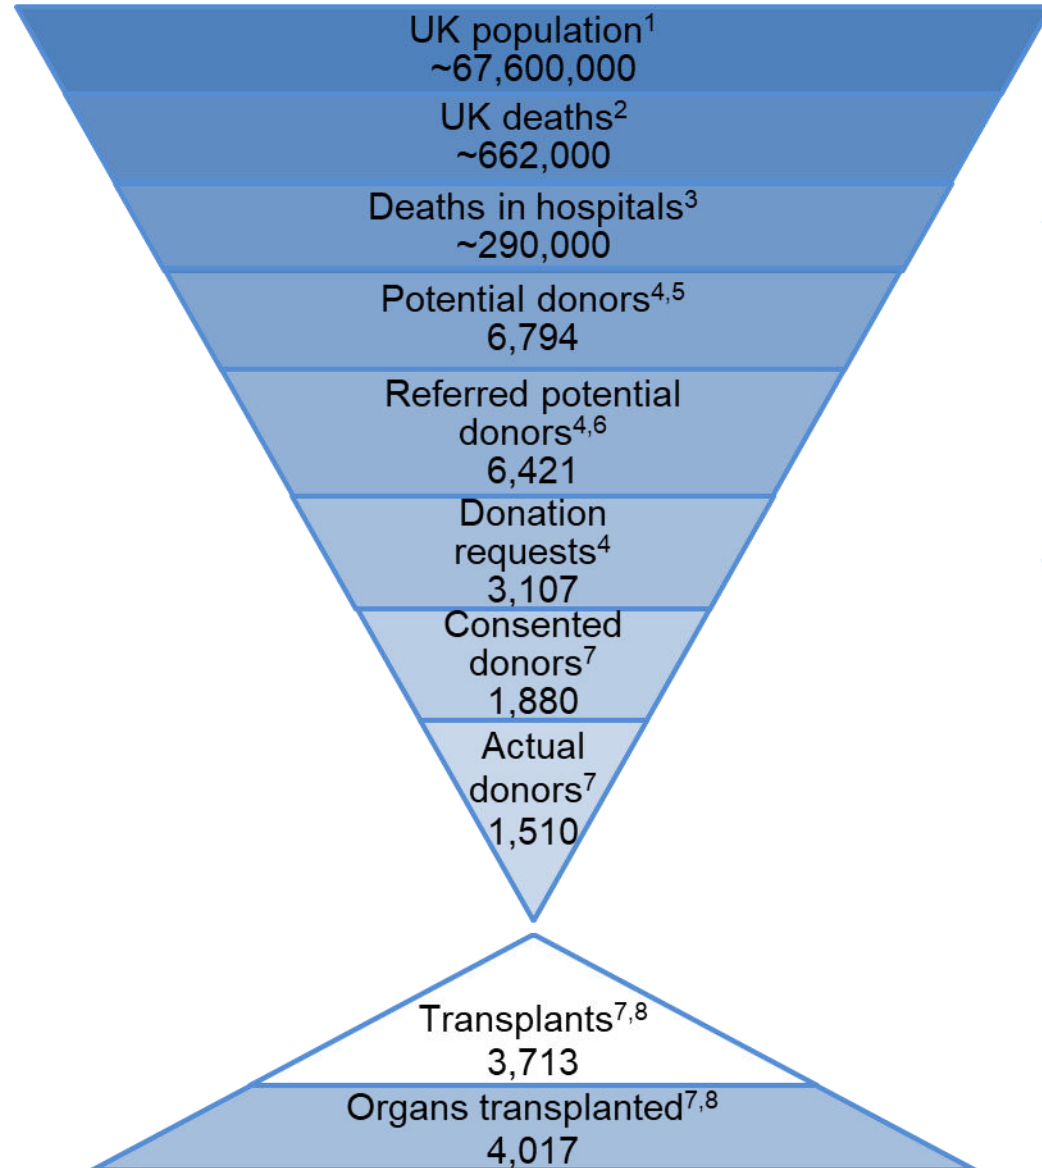 UK population¹
~67,600,000
UK deaths²
~662,000
Deaths in hospitals³
~290,000
Potential donors⁴,⁵
6,794
Referred potential
donors⁴,⁶
6,421
Donation
requests⁴
3,107
Consented
donors⁷
1,880
Actual
donors⁷
1,510
Transplants⁷,⁸
3,713
Organs transplanted⁷,⁸
4,017